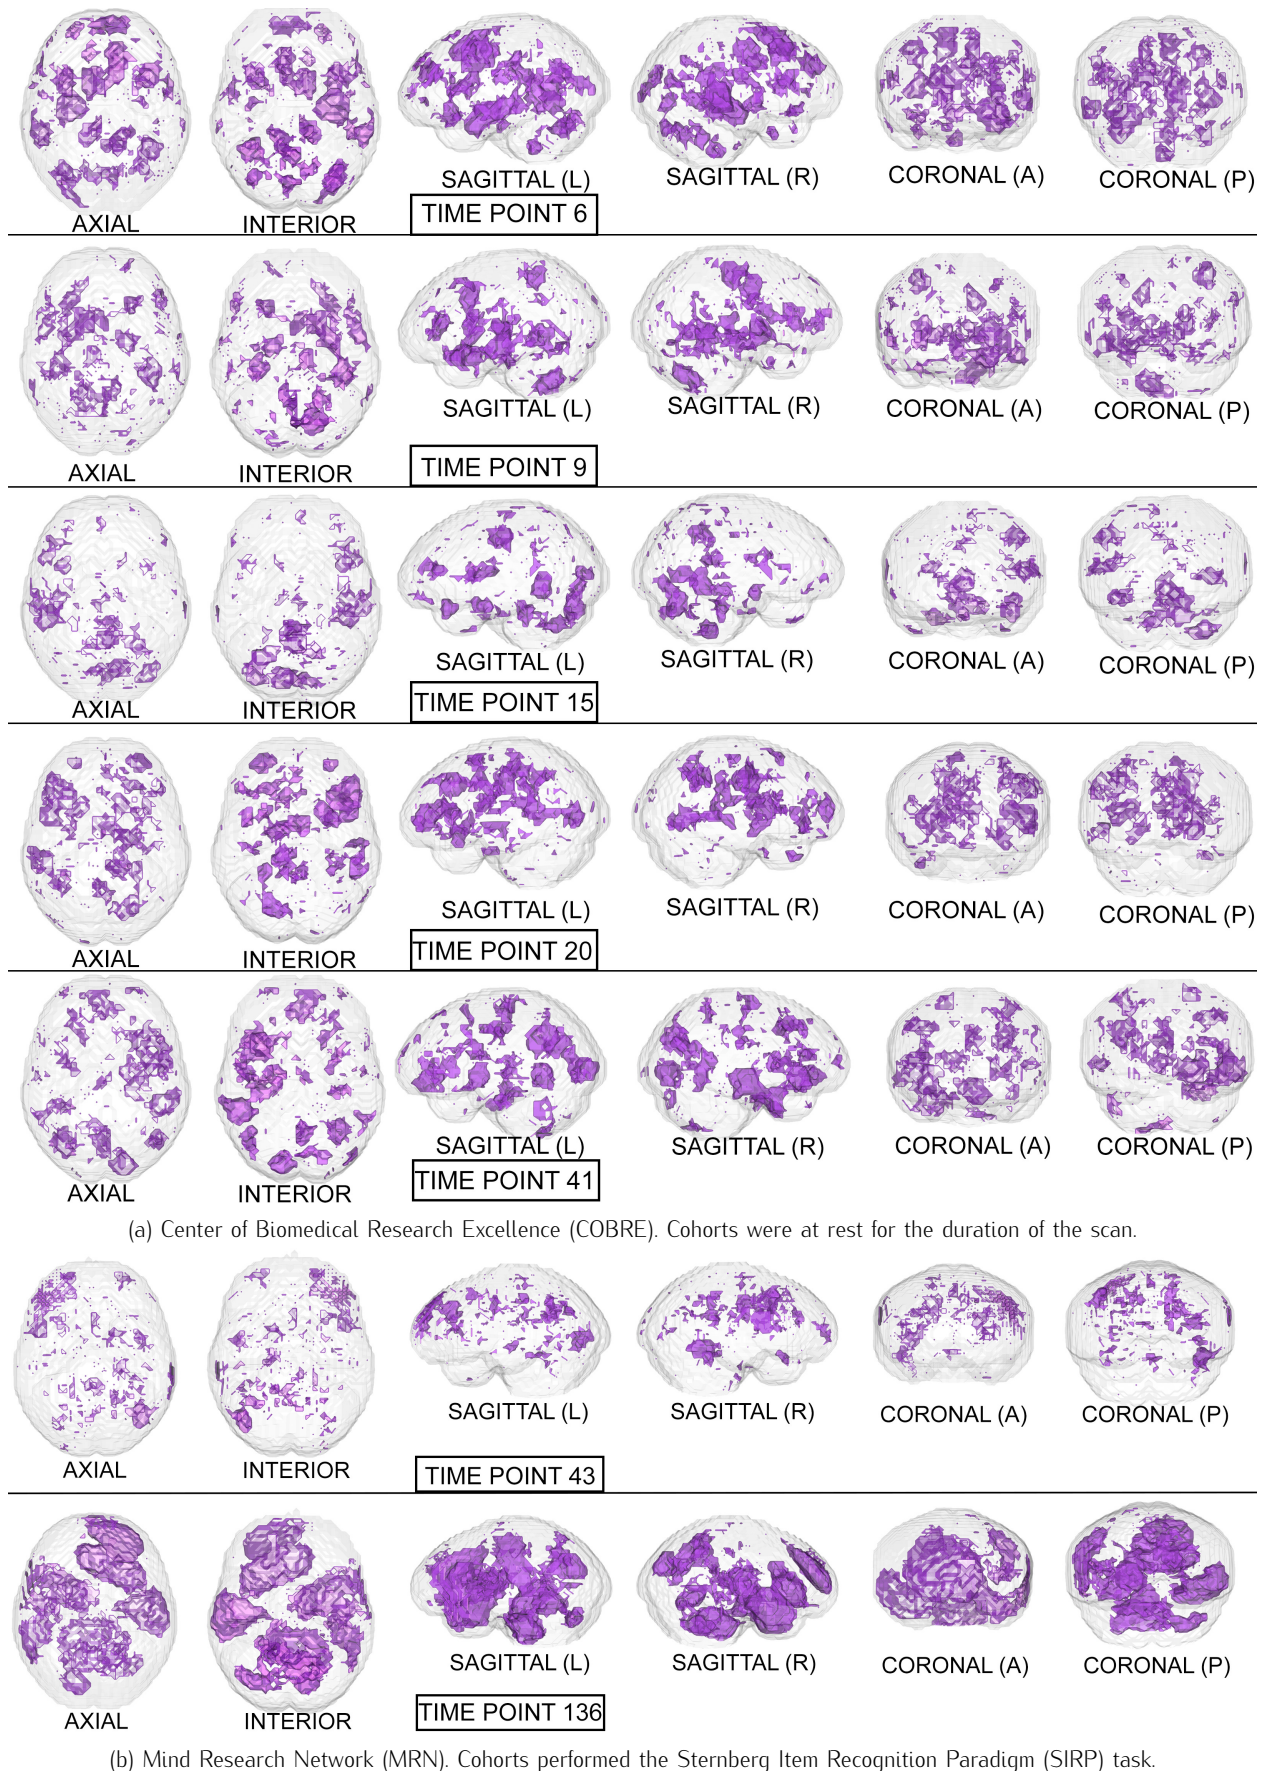 SAGITTAL (L) SAGITTAL (R) CORONAL (A) CORONAL (P)
AXIAL INTERIOR TIME POINT 6
SAGITTAL (L) SAGITTAL (R) CORONAL (A) CORONAL (P)
AXIAL INTERIOR TIME POINT 9
SAGITTAL (L) SAGITTAL (R) CORONAL (A) CORONAL (P)
AXIAL INTERIOR TIME POINT 15
SAGITTAL (L) SAGITTAL (R) CORONAL (A) CORONAL (P)
AXIAL INTERIOR TIME POINT 20
SAGITTAL (L) SAGITTAL (R) CORONAL (A) CORONAL (P)
AXIAL INTERIOR TIME POINT 41
(a) Center of Biomedical Research Excellence (COBRE). Cohorts were at rest for the duration of the scan.
SAGITTAL (L) SAGITTAL (R) CORONAL (A) CORONAL (P)
AXIAL INTERIOR TIME POINT 43
SAGITTAL (L) SAGITTAL (R) CORONAL (A) CORONAL (P)
AXIAL INTERIOR TIME POINT 136
(b) Mind Research Network (MRN). Cohorts performed the Sternberg Item Recognition Paradigm (SIRP) task.